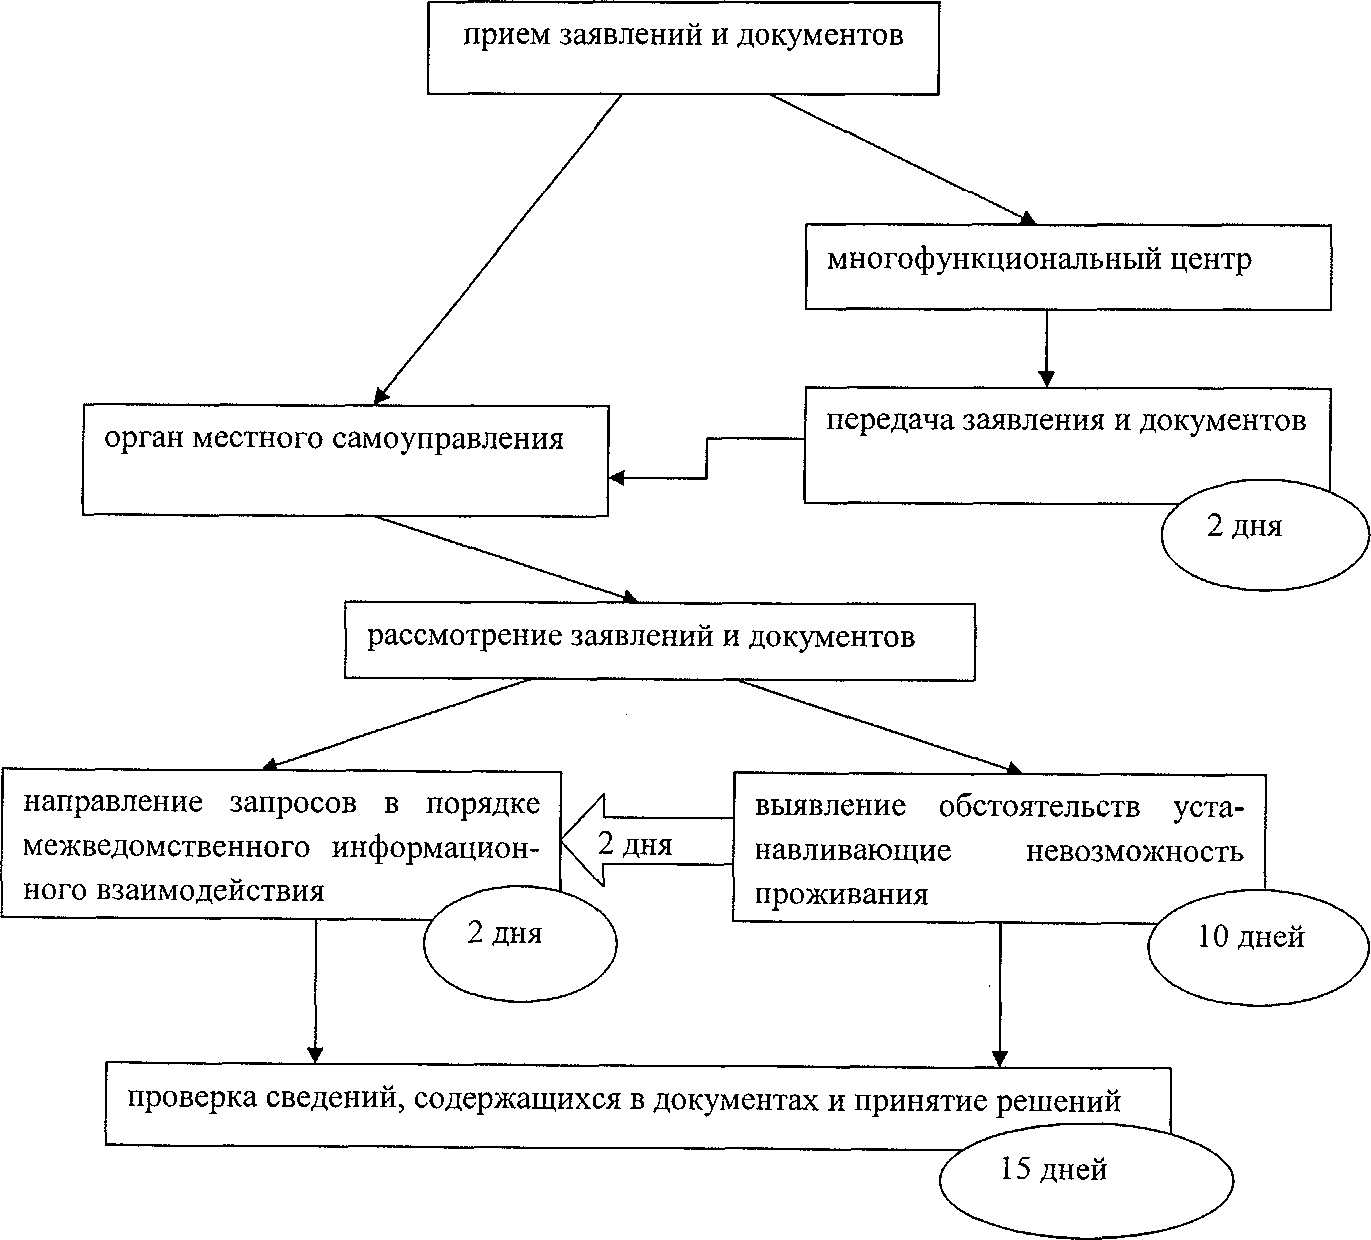 прием заявлений и документов
многофункциональный центр
передача заявления и документов
орган местного самоуправления
2 дня
рассмотрение заявлений и документов
направление запросов в порядке
межведомственного информацион-
ного взаимодействия
2 дня
2 дня
выявление обстоятельств уста-
навливающие невозможность
проживания
10 дней
проверка сведений, содержащихся в документах и принятие решений
15 дней